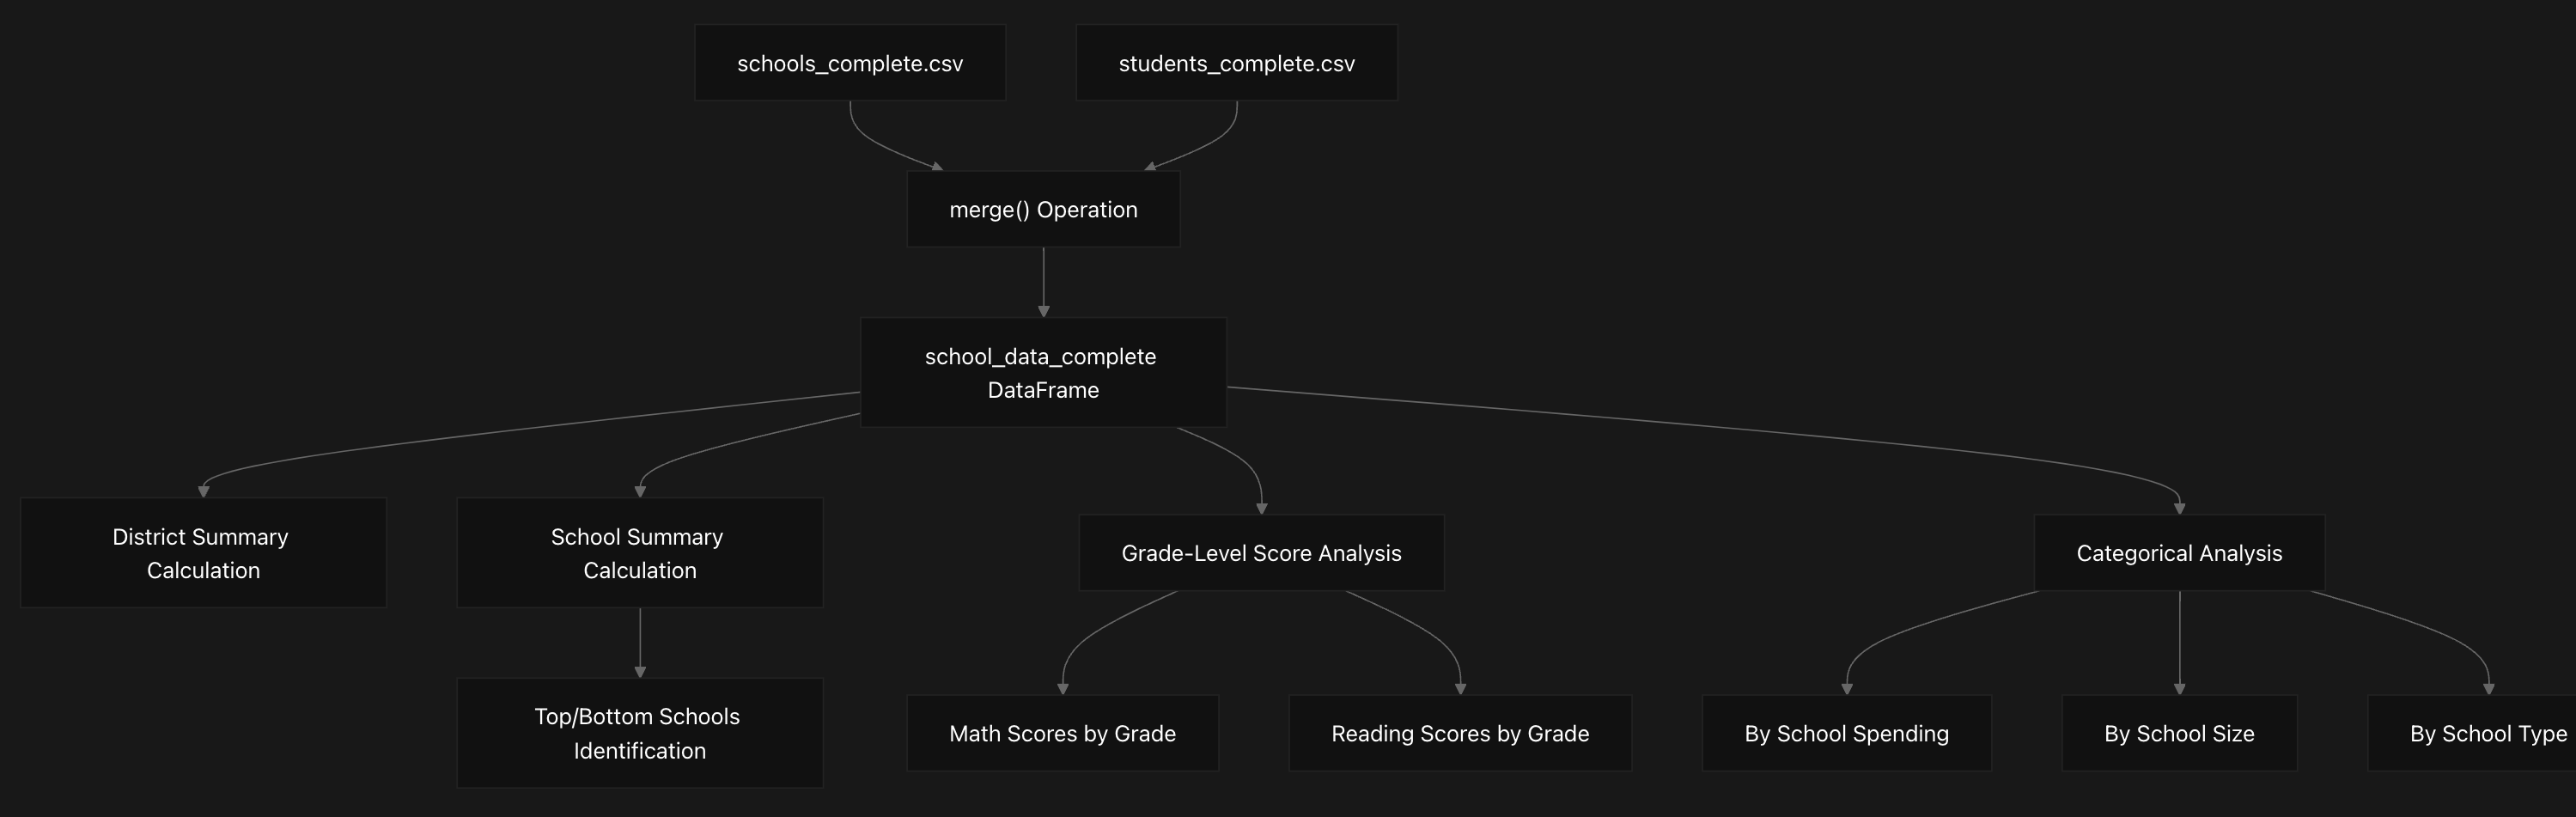 schools_complete.csv
students_complete.csv
merge() Operation
school_data_complete
DataFrame
District Summary
Calculation
School Summary
Calculation
Grade-Level Score Analysis
Categorical Analysis
Top/Bottom Schools
Identification
Math Scores by Grade
Reading Scores by Grade
By School Spending
By School Size
By School Type